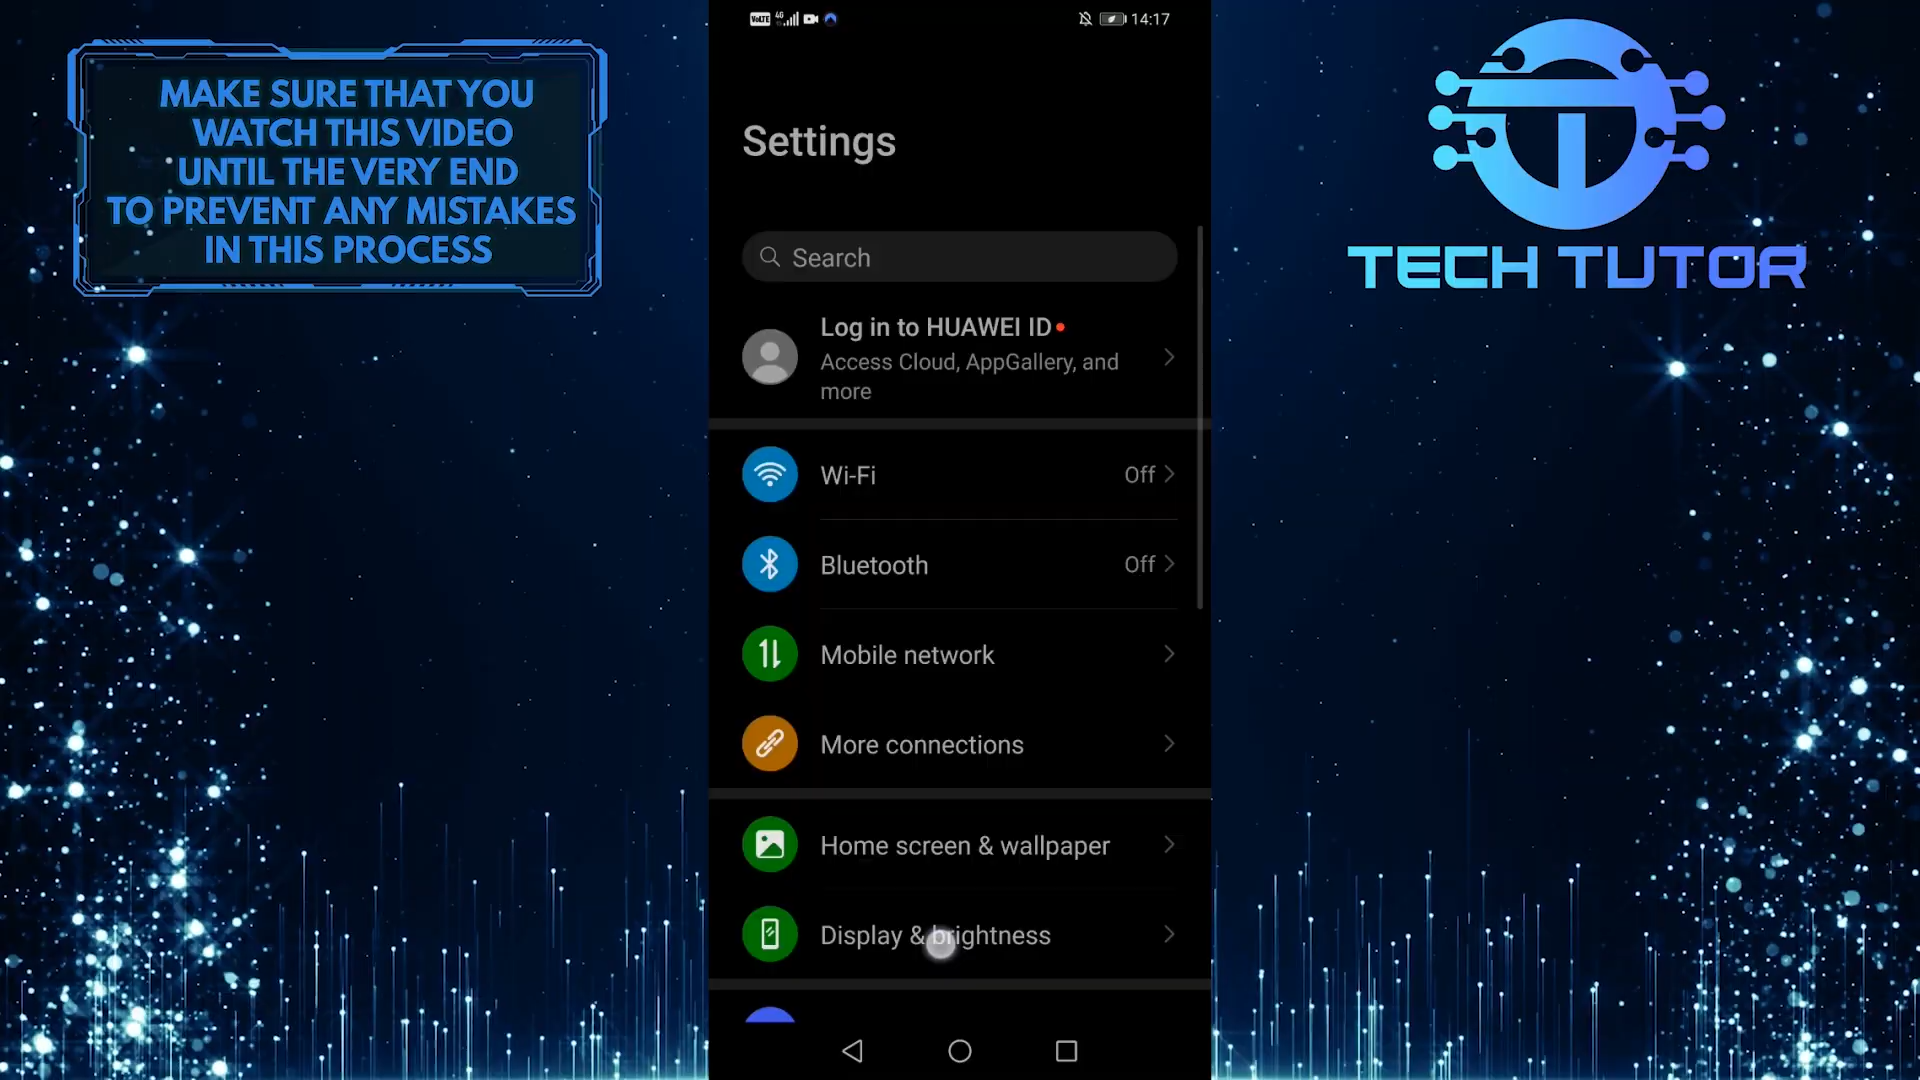 MAKE SURE THAT YOU
WATCH THIS VIDEO
UNTIL THE VERY END
TO PREVENT ANY MISTAKES
IN THIS PROCESS
VoLTE 4G 14:17
Settings
Search
Log in to HUAWEI ID
Access Cloud, AppGallery, and
more
Wi-Fi Off
Bluetooth Off
Mobile network
More connections
Home screen & wallpaper
Display & brightness
TECH TUTOR